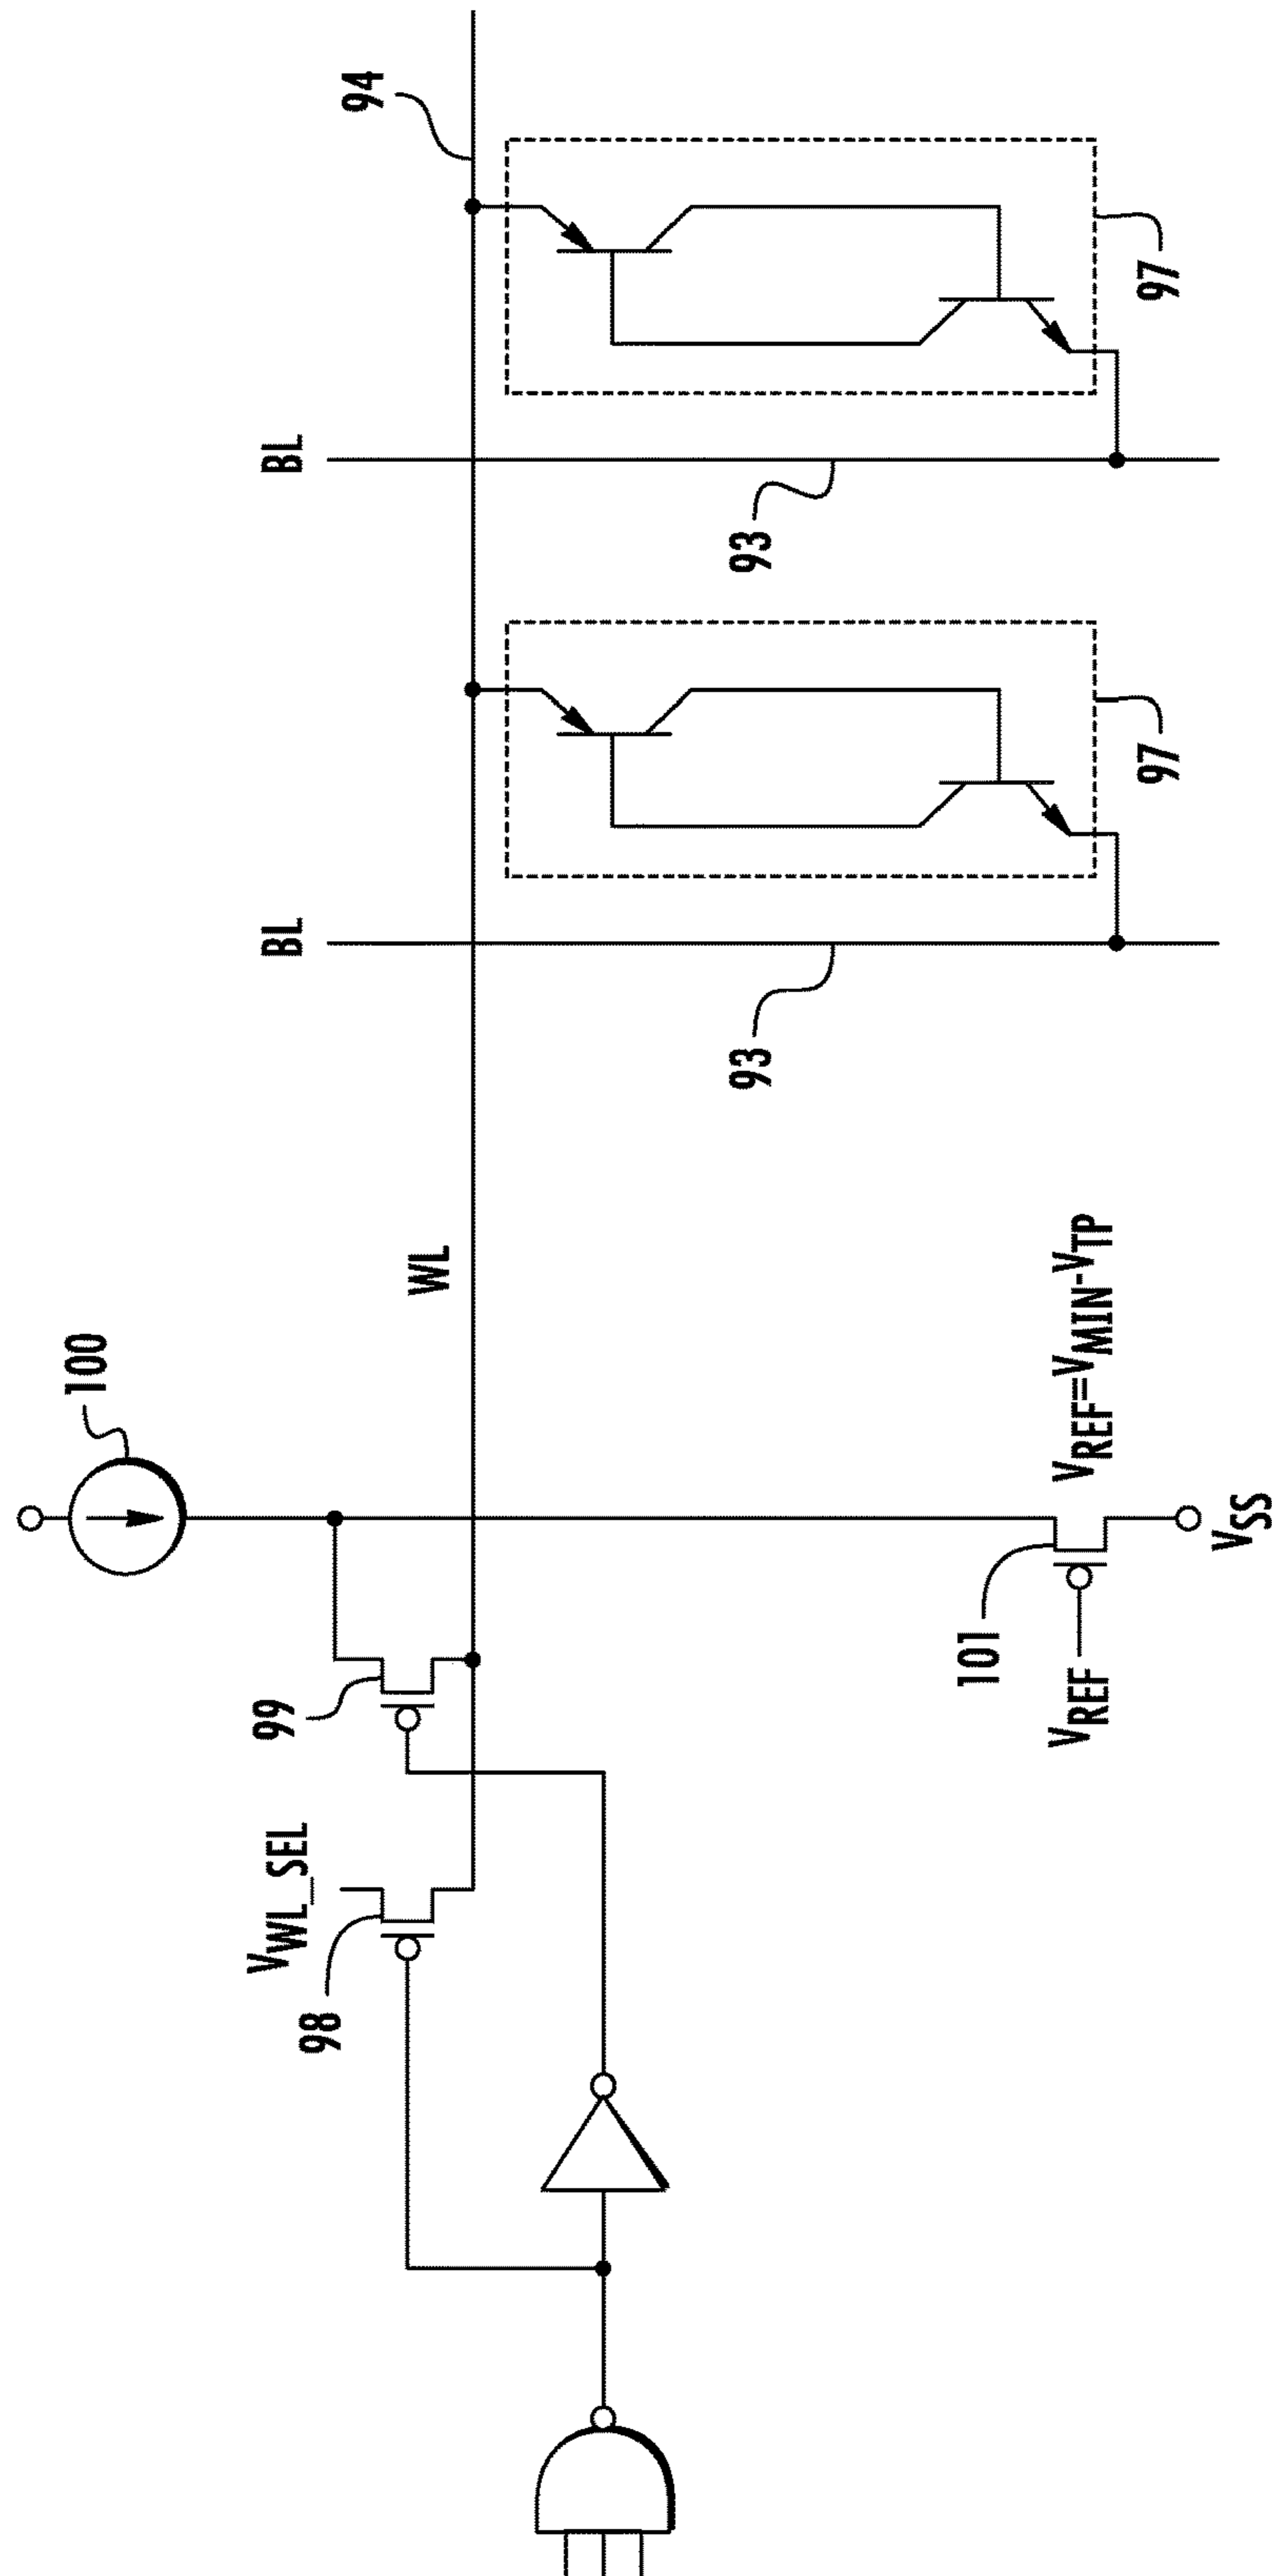 100
94
99
V_WL_SEL
98
WL
BL
BL
93
93
97
97
101
V_REF
V_REF=V_MIN-V_TP
V_SS